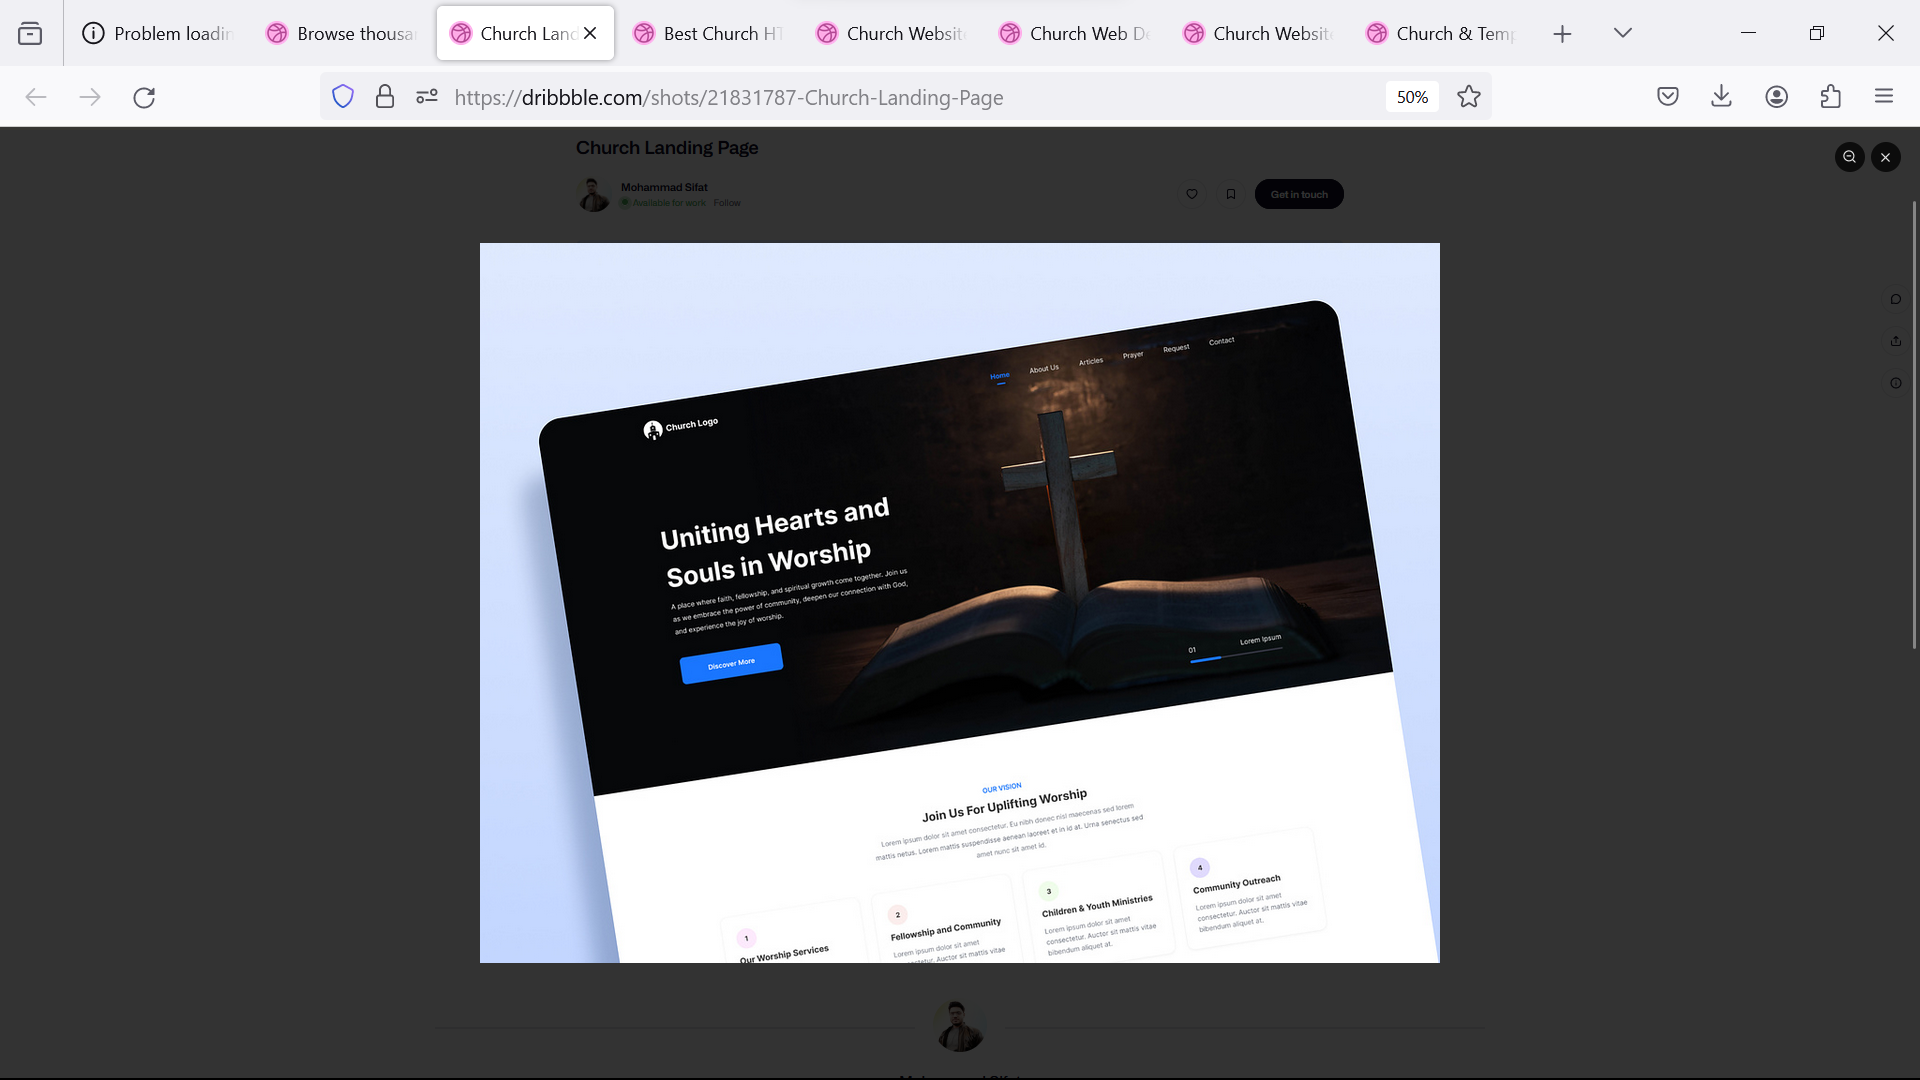 Problem loadin
Browse thousa
Church Land
Best Church HT
Church Website
Church Web De
Church Website
Church & Temp
https://dribbble.com/shots/21831787-Church-Landing-Page
50%
Church Landing Page
Mohammad Sifat
Available for work Follow
Get in touch
Home About Us Articles Prayer Request Contact
Church Logo
Uniting Hearts and
Souls in Worship
A place where faith, fellowship, and spiritual growth come together. Join us
as we embrace the power of community, deepen our connection with God,
and experience the joy of worship.
Discover More
01 Lorem Ipsum
OUR VISION
Join Us For Uplifting Worship
Lorem ipsum dolor sit amet consectetur. Eu nibh donec nisi maecenas sed lorem
mattis netus. Lorem mattis suspendisse aenean laoreet et in id at. Urna senectus sed
amet nunc sit amet id.
1
Our Worship Services
2
Fellowship and Community
Lorem ipsum dolor sit amet
consectetur. Auctor sit mattis vitae
3
Children & Youth Ministries
Lorem ipsum dolor sit amet
consectetur. Auctor sit mattis vitae
bibendum aliquet at.
4
Community Outreach
Lorem ipsum dolor sit amet
consectetur. Auctor sit mattis vitae
bibendum aliquet at.